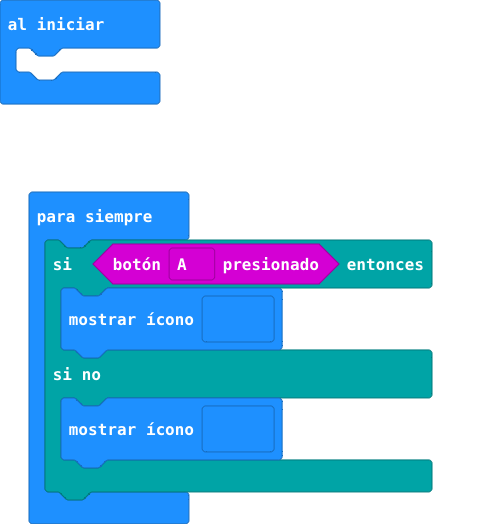 al iniciar
para siempre
si botón A presionado entonces
mostrar ícono
si no
mostrar ícono